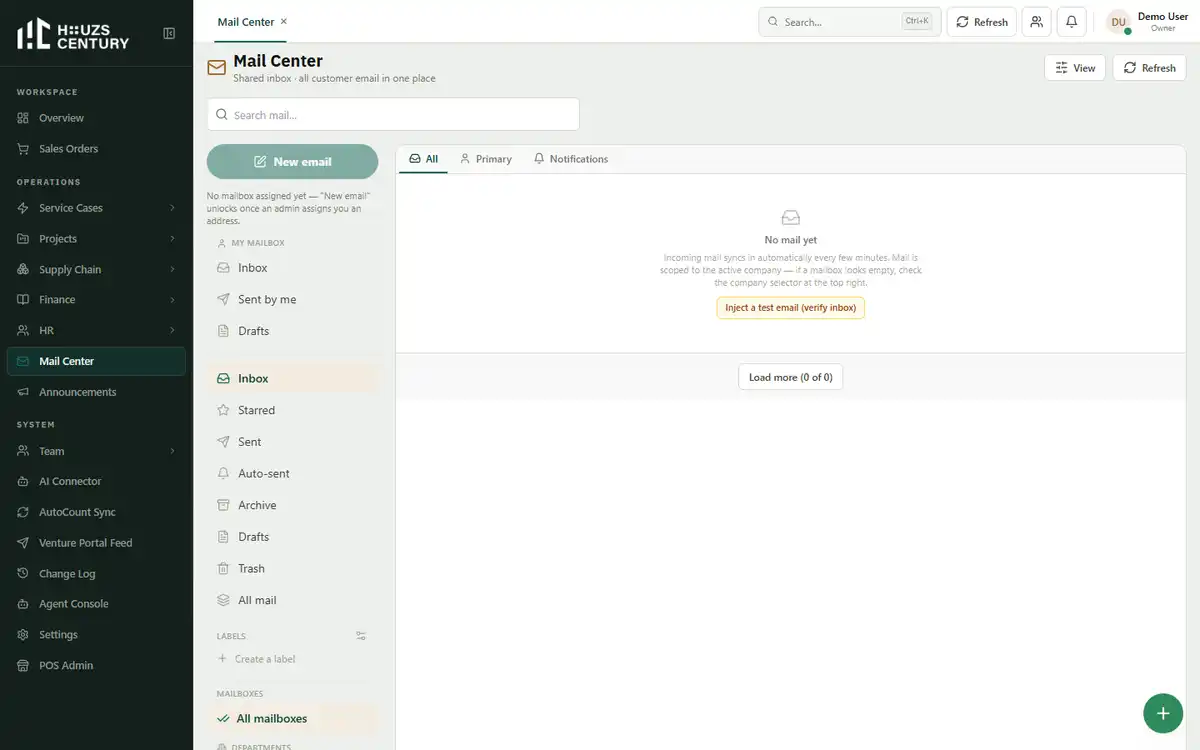 HOUZS
CENTURY
WORKSPACE
Overview
Sales Orders
OPERATIONS
Service Cases
Projects
Supply Chain
Finance
HR
Mail Center
Announcements
SYSTEM
Team
AI Connector
AutoCount Sync
Venture Portal Feed
Change Log
Agent Console
Settings
POS Admin
Mail Center ×
Search...
Ctrl+K
Refresh
DU
Demo User
Owner
Mail Center
Shared inbox · all customer email in one place
View
Refresh
Search mail...
New email
No mailbox assigned yet — "New email"
unlocks once an admin assigns you an
address.
MY MAILBOX
Inbox
Sent by me
Drafts
Inbox
Starred
Sent
Auto-sent
Archive
Drafts
Trash
All mail
LABELS
+ Create a label
MAILBOXES
All mailboxes
DEPARTMENTS
All
Primary
Notifications
No mail yet
Incoming mail syncs in automatically every few minutes. Mail is
scoped to the active company — if a mailbox looks empty, check
the company selector at the top right.
Inject a test email (verify inbox)
Load more (0 of 0)
+